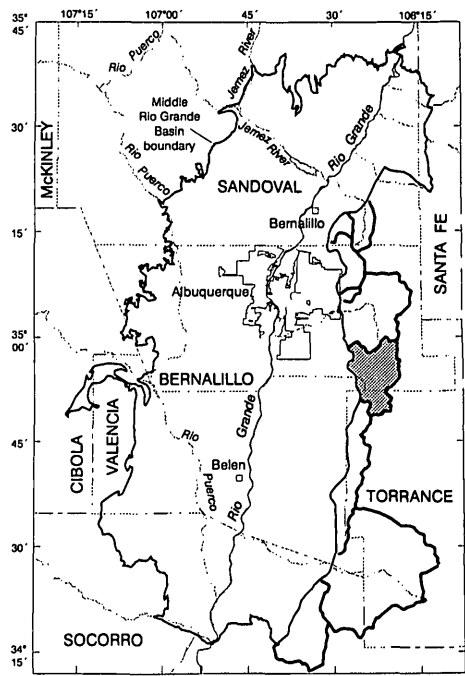 107°15' 107°00' 45' 30' 106°15'
35°
45'
Rio Puerco
Jemez River
30'
Middle
Rio Grande
Basin
boundary
Jemez River
Rio Grande
McKINLEY
Rio Puerco
SANDOVAL
Bernalillo
SANTA FE
15'
Albuquerque
35°
00'
BERNALILLO
CIBOLA
VALENCIA
Rio Grande
45'
Rio Puerco
Belen
TORRANCE
30'
SOCORRO
34°
15'